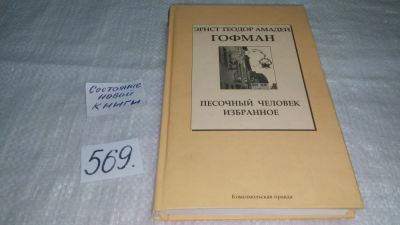 ЭРНСТ ТЕОДОР АМАДЕЙ
ГОФМАН
ПЕСОЧНЫЙ ЧЕЛОВЕК
ИЗБРАННОЕ
Комсомольская правда
Состояние
новой
книги
569.